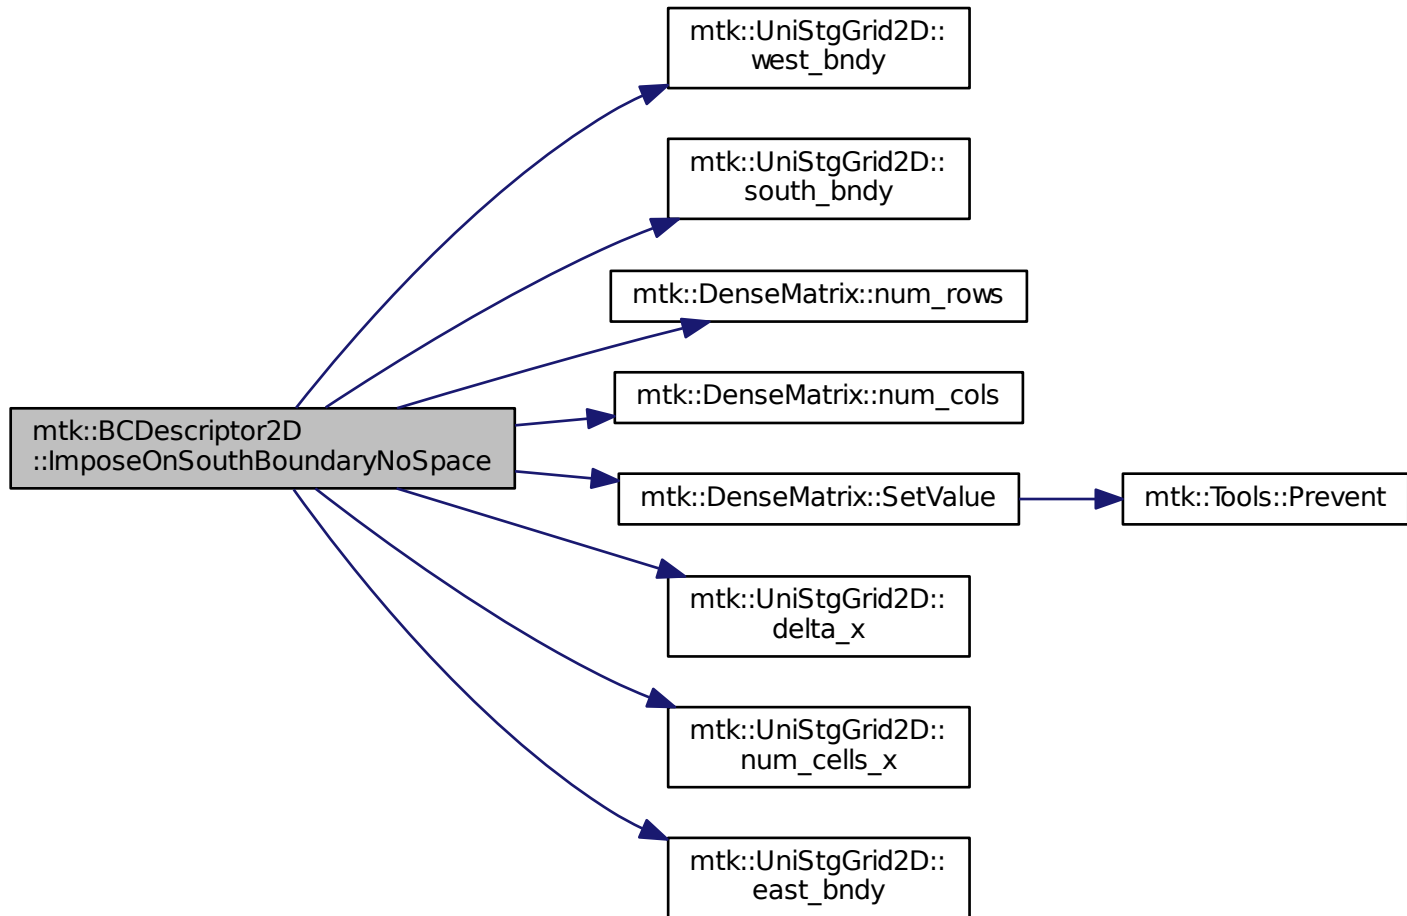 mtk::UniStgGrid2D::
west_bndy
mtk::UniStgGrid2D::
south_bndy
mtk::DenseMatrix::num_rows
mtk::DenseMatrix::num_cols
mtk::BCDescriptor2D
::ImposeOnSouthBoundaryNoSpace
mtk::DenseMatrix::SetValue
mtk::Tools::Prevent
mtk::UniStgGrid2D::
delta_x
mtk::UniStgGrid2D::
num_cells_x
mtk::UniStgGrid2D::
east_bndy